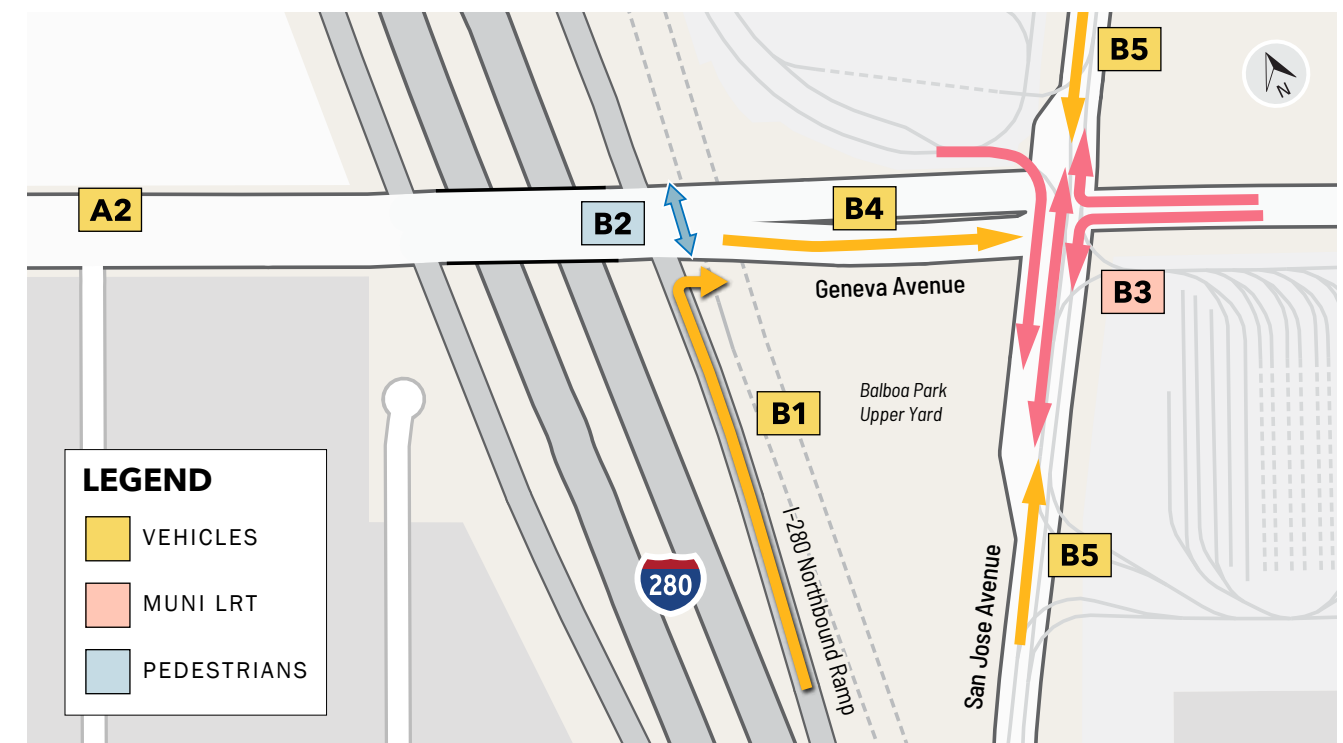 B5
N
A2
B2
B4
Geneva Avenue
B3
Balboa Park
Upper Yard
B1
LEGEND
VEHICLES
MUNI LRT
PEDESTRIANS
280
I-280 Northbound Ramp
San Jose Avenue
B5